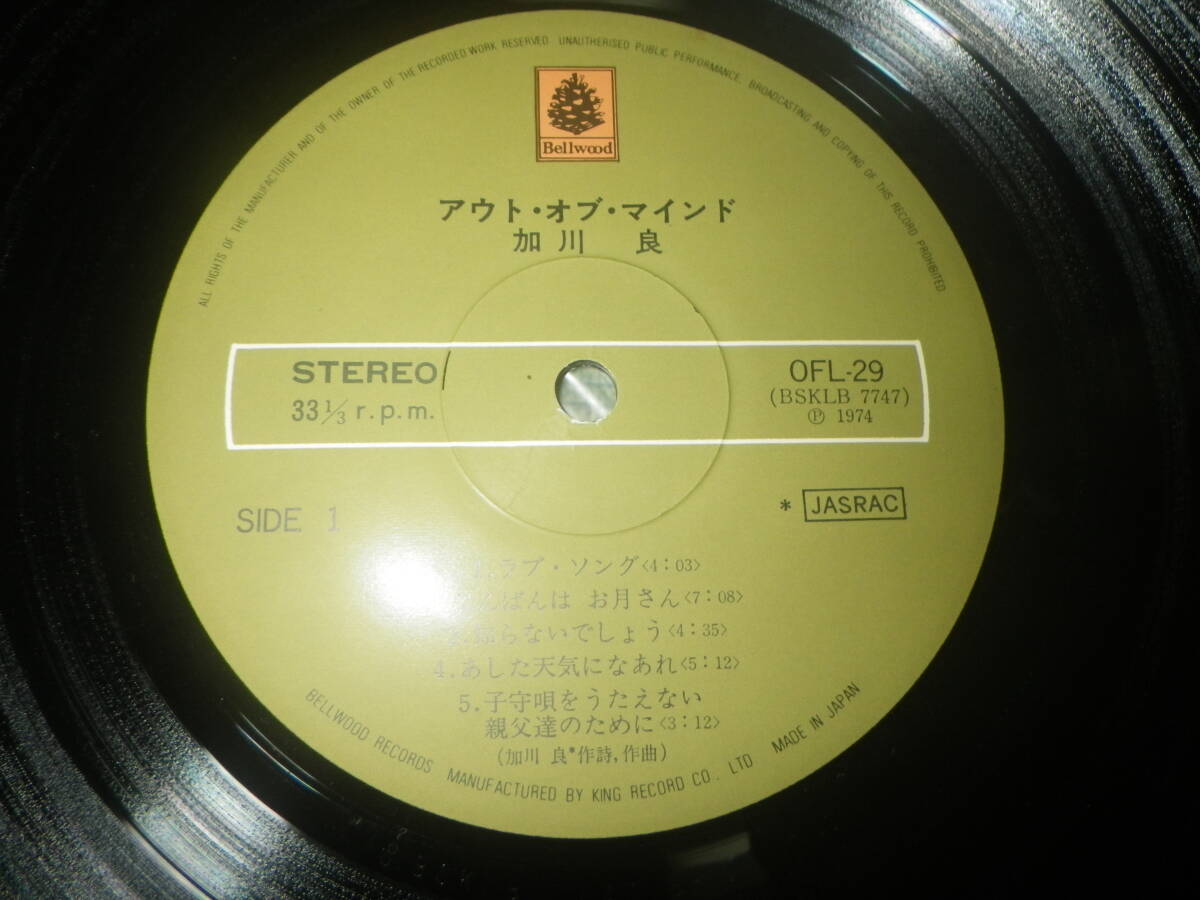 ALL RIGHTS OF THE MANUFACTURER AND OF THE OWNER OF THE RECORDED WORK RESERVED. UNAUTHORISED PUBLIC PERFORMANCE, BROADCASTING AND COPYING OF THIS RECORD PROHIBITED
Bellwood
アウト・オブ・マインド
加川 良
STEREO
33 1/3 r.p.m.
OFL-29
(BSKLB 7747)
Ⓟ 1974
SIDE 1
* JASRAC
ラブ・ソング<4:03>
んばんは お月さん<7:08>
らないでしょう<4:35>
4.あした天気になあれ<5:12>
5.子守唄をうたえない
親父達のために<3:12>
(加川 良*作詩,作曲)
BELLWOOD RECORDS MANUFACTURED BY KING RECORD CO., LTD. MADE IN JAPAN